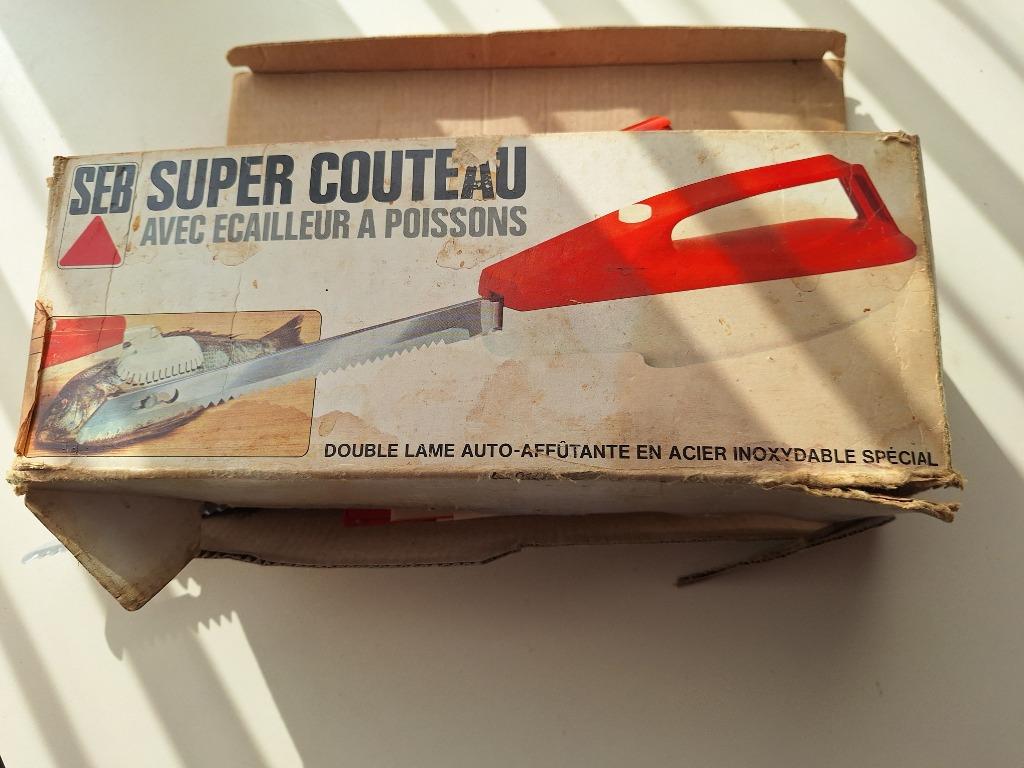 SEB SUPER COUTEAU
AVEC ECAILLEUR A POISSONS
DOUBLE LAME AUTO-AFFÛTANTE EN ACIER INOXYDABLE SPÉCIAL